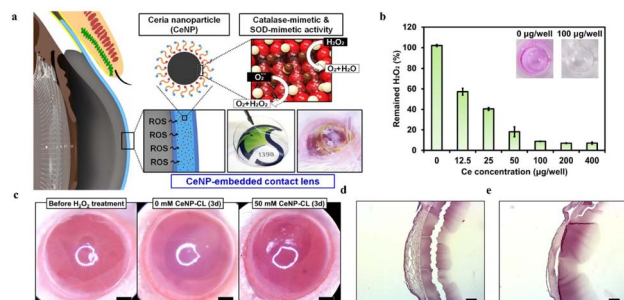 a
Ceria nanoparticle
(CeNP)
Catalase-mimetic &
SOD-mimetic activity
H₂O₂
O₂+H₂O
O₂+H₂O₂
ROS
ROS
ROS
ROS
CeNP-embedded contact lens
b
Remained H₂O₂ (%)
120
100
80
60
40
20
0
0 μg/well
100 μg/well
0
12.5
25
50
100
200
400
Ce concentration (μg/well)
c
Before H₂O₂ treatment
0 mM CeNP-CL (3d)
50 mM CeNP-CL (3d)
d
e